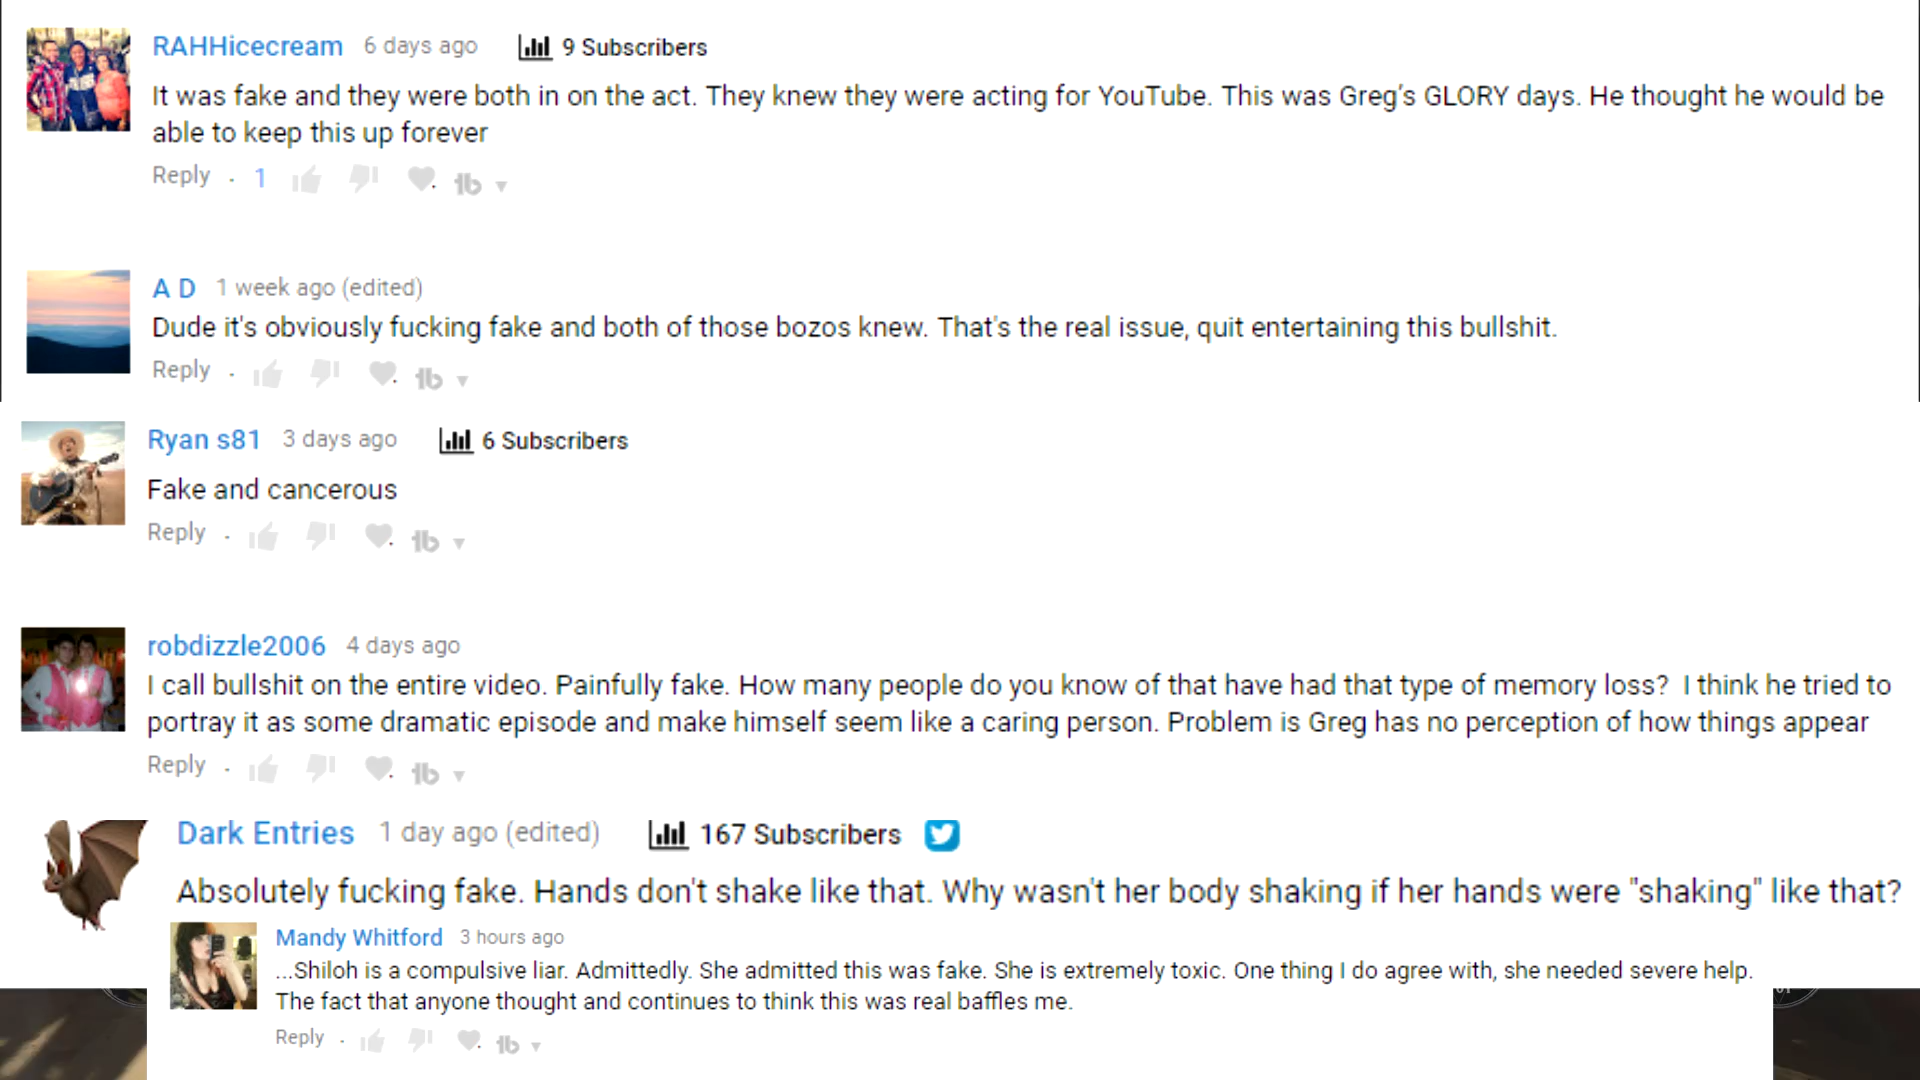 RAHHicecream 6 days ago 9 Subscribers
It was fake and they were both in on the act. They knew they were acting for YouTube. This was Greg's GLORY days. He thought he would be
able to keep this up forever
Reply . 1 tb ▼
A D 1 week ago (edited)
Dude it's obviously fucking fake and both of those bozos knew. That's the real issue, quit entertaining this bullshit.
Reply . tb ▼
Ryan s81 3 days ago 6 Subscribers
Fake and cancerous
Reply . tb ▼
robdizzle2006 4 days ago
I call bullshit on the entire video. Painfully fake. How many people do you know of that have had that type of memory loss? I think he tried to
portray it as some dramatic episode and make himself seem like a caring person. Problem is Greg has no perception of how things appear
Reply . tb ▼
Dark Entries 1 day ago (edited) 167 Subscribers
Absolutely fucking fake. Hands don't shake like that. Why wasn't her body shaking if her hands were "shaking" like that?
Mandy Whitford 3 hours ago
...Shiloh is a compulsive liar. Admittedly. She admitted this was fake. She is extremely toxic. One thing I do agree with, she needed severe help.
The fact that anyone thought and continues to think this was real baffles me.
Reply . tb ▼